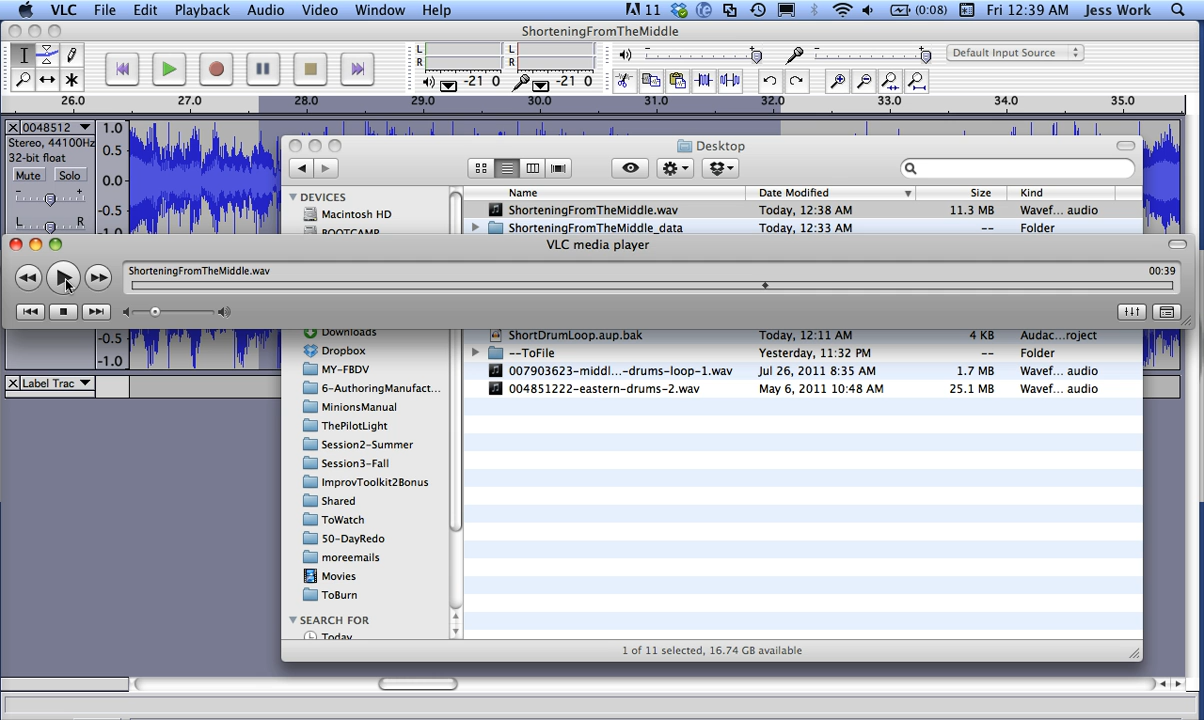 VLC File Edit Playback Audio Video Window Help 11 (0:08) Fri 12:39 AM Jess Work
ShorteningFromTheMiddle
L
R
-21 0
L
R
-21 0
Default Input Source
26.0 27.0 28.0 29.0 30.0 31.0 32.0 33.0 34.0 35.0
0048512
Stereo, 44100Hz
32-bit float
Mute Solo
- +
L R
1.0
0.5
0.0
-0.5
-1.0
Desktop
DEVICES
Macintosh HD
BOOTCAMP
Name Date Modified Size Kind
ShorteningFromTheMiddle.wav Today, 12:38 AM 11.3 MB Wavef... audio
ShorteningFromTheMiddle_data Today, 12:33 AM -- Folder
VLC media player
ShorteningFromTheMiddle.wav 00:39
-0.5
-1.0
Label Trac
Downloads
Dropbox
MY-FBDV
6-AuthoringManufact...
MinionsManual
ThePilotLight
Session2-Summer
Session3-Fall
ImprovToolkit2Bonus
Shared
ToWatch
50-DayRedo
moreemails
Movies
ToBurn
SEARCH FOR
Today
ShortDrumLoop.aup.bak Today, 12:11 AM 4 KB Audac...roject
--ToFile Yesterday, 11:32 PM -- Folder
007903623-middl...-drums-loop-1.wav Jul 26, 2011 8:35 AM 1.7 MB Wavef... audio
004851222-eastern-drums-2.wav May 6, 2011 10:48 AM 25.1 MB Wavef... audio
1 of 11 selected, 16.74 GB available